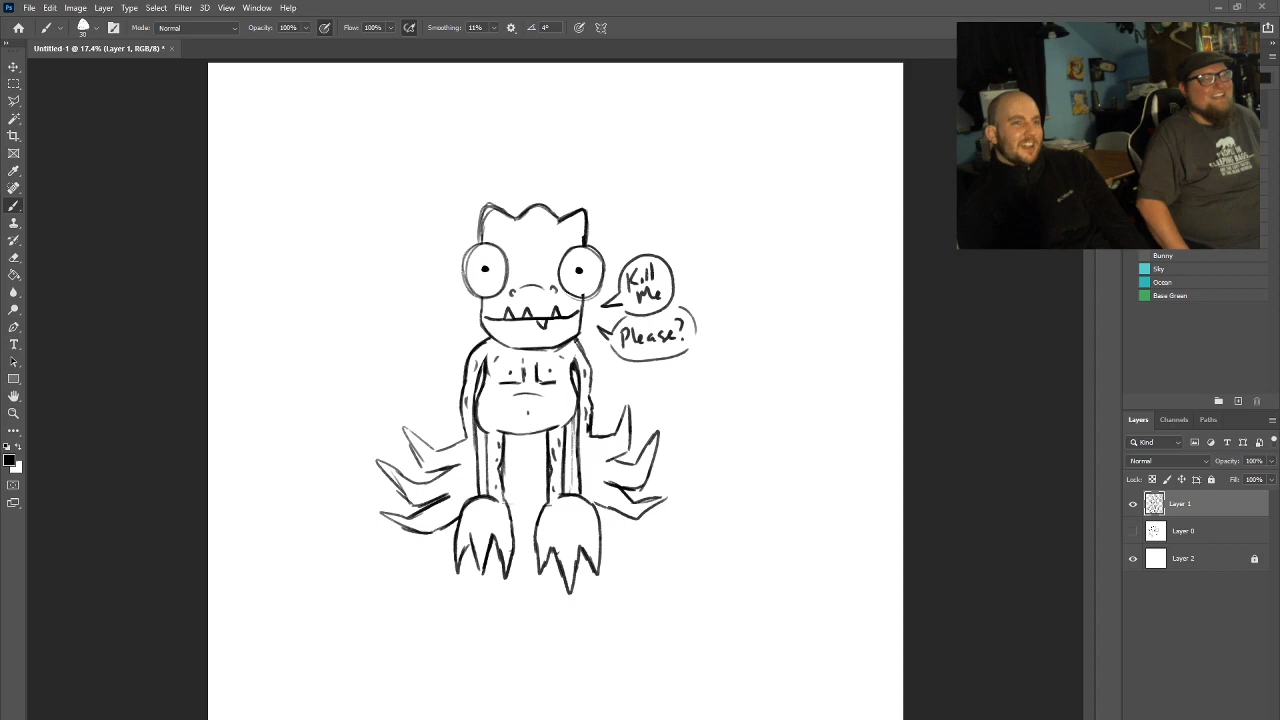 File Edit Image Layer Type Select Filter 3D View Window Help
30 Mode: Normal Opacity: 100% Flow: 100% Smoothing: 11% 4°
Untitled-1 @ 17.4% (Layer 1, RGB/8) *
Kill
Me
Please?
Bunny
Sky
Ocean
Base Green
Layers Channels Paths
Kind
Normal Opacity: 100%
Lock: Fill: 100%
Layer 1
Layer 0
Layer 2